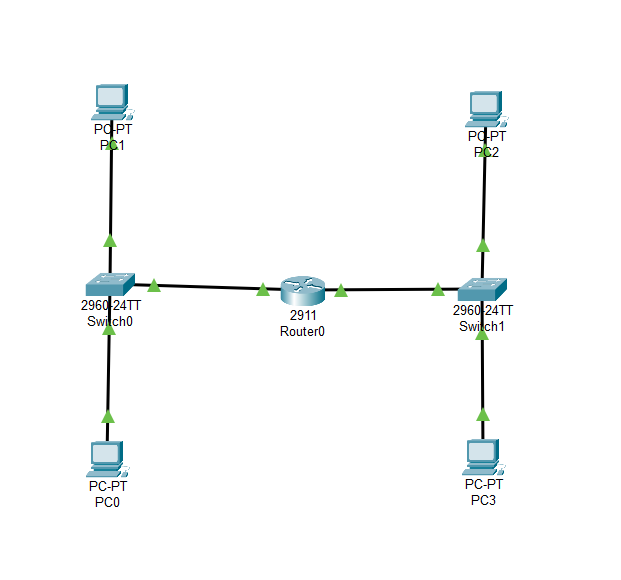 PC-PT
PC1
PC-PT
PC2
2960-24TT
Switch0
2911
Router0
2960-24TT
Switch1
PC-PT
PC0
PC-PT
PC3